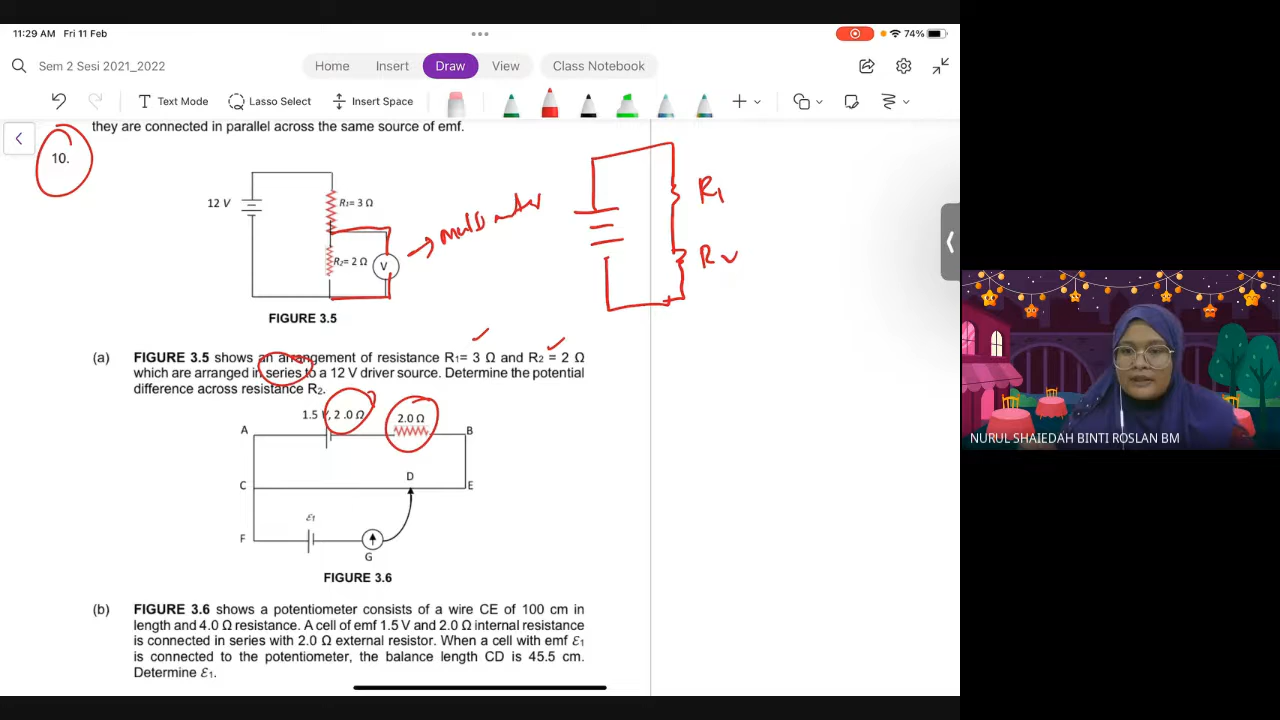 11:29 AM Fri 11 Feb
74%
Sem 2 Sesi 2021_2022
Home Insert Draw View Class Notebook
Text Mode Lasso Select Insert Space
they are connected in parallel across the same source of emf.
10.
12 V
R1= 3 Ω
R2= 2 Ω
V
R1
R2
FIGURE 3.5
(a) FIGURE 3.5 shows an arrangement of resistance R1= 3 Ω and R2 = 2 Ω
which are arranged in series to a 12 V driver source. Determine the potential
difference across resistance R2.
1.5 V, 2.0 Ω
2.0 Ω
A
B
C
D
E
ℰ1
F
G
FIGURE 3.6
(b) FIGURE 3.6 shows a potentiometer consists of a wire CE of 100 cm in
length and 4.0 Ω resistance. A cell of emf 1.5 V and 2.0 Ω internal resistance
is connected in series with 2.0 Ω external resistor. When a cell with emf ℰ1
is connected to the potentiometer, the balance length CD is 45.5 cm.
Determine ℰ1.
NURUL SHAIEDAH BINTI ROSLAN BM